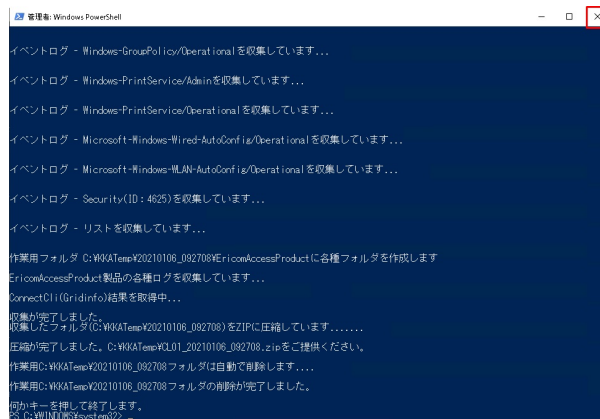 管理者: Windows PowerShell
イベントログ - Windows-GroupPolicy/Operationalを収集しています...
イベントログ - Windows-PrintService/Adminを収集しています...
イベントログ - Windows-PrintService/Operationalを収集しています...
イベントログ - Microsoft-Windows-Wired-AutoConfig/Operationalを収集しています...
イベントログ - Microsoft-Windows-WLAN-AutoConfig/Operationalを収集しています...
イベントログ - Security(ID：4625)を収集しています...
イベントログ - リストを収集しています...
作業用フォルダ C:¥KKATemp¥20210106_092708¥EricomAccessProductに各種フォルダを作成します
EricomAccessProduct製品の各種ログを収集しています...
ConnectCli(Gridinfo)結果を取得中...
収集が完了しました。
収集したフォルダ(C:¥KKATemp¥20210106_092708)をZIPに圧縮しています.......
圧縮が完了しました。C:¥KKATemp¥CL01_20210106_092708.zipをご提供ください。
作業用C:¥KKATemp¥20210106_092708フォルダは自動で削除します....
作業用C:¥KKATemp¥20210106_092708フォルダの削除が完了しました。
何かキーを押して終了します。
PS C:¥WINDOWS¥system32> _